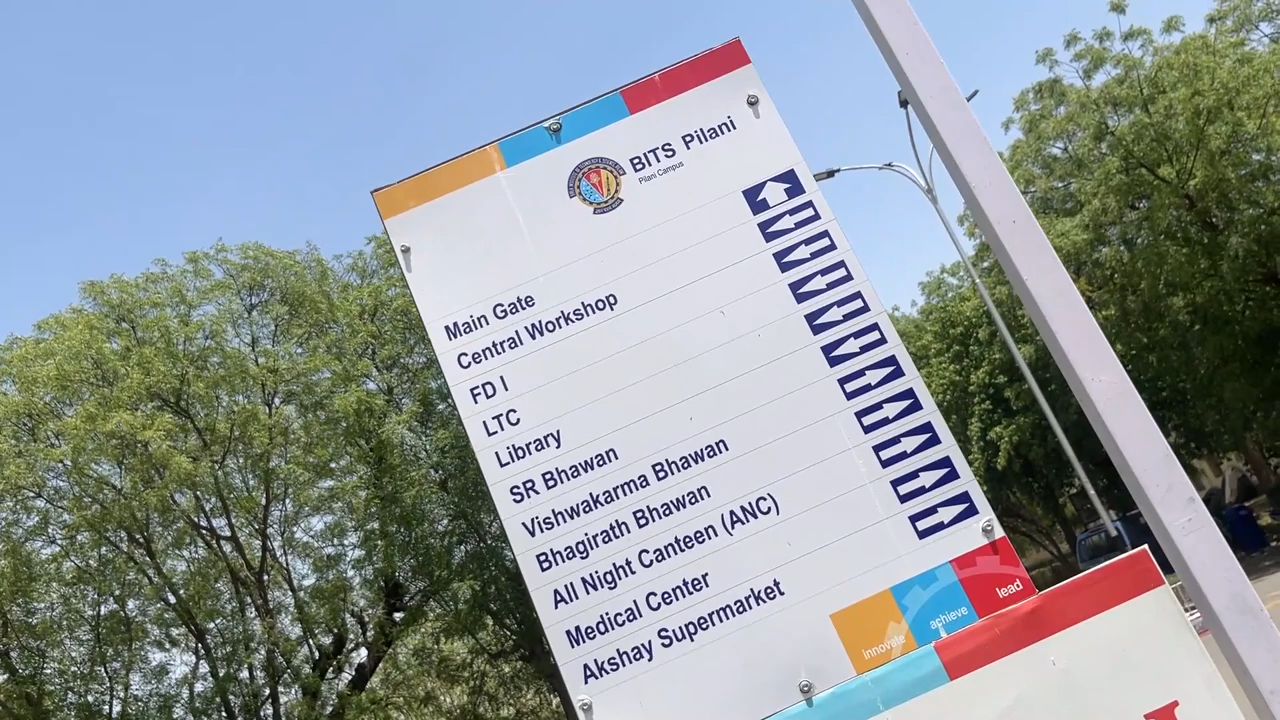 BITS Pilani
Pilani Campus
Main Gate
Central Workshop
FD I
LTC
Library
SR Bhawan
Vishwakarma Bhawan
Bhagirath Bhawan
All Night Canteen (ANC)
Medical Center
Akshay Supermarket
innovate
achieve
lead